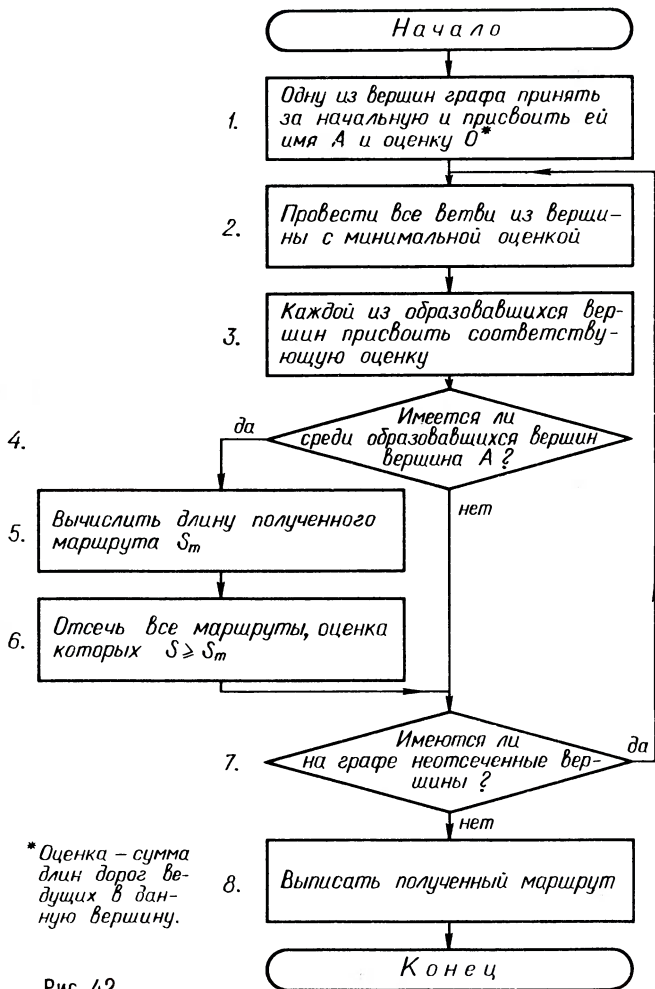 Начало
1.
Одну из вершин графа принять
за начальную и присвоить ей
имя А и оценку О*
2.
Провести все ветви из верши-
ны с минимальной оценкой
3.
Каждой из образовавшихся вер-
шин присвоить соответству-
ющую оценку
4.
Имеется ли
среди образовавшихся вершин
вершина А ?
да
нет
5.
Вычислить длину полученного
маршрута Sm
6.
Отсечь все маршруты, оценка
которых S ⩾ Sm
7.
Имеются ли
на графе неотсеченные вер-
шины ?
да
нет
8.
Выписать полученный маршрут
*Оценка – сумма
длин дорог ве-
дущих в дан-
ную вершину.
Конец
Рис. 42